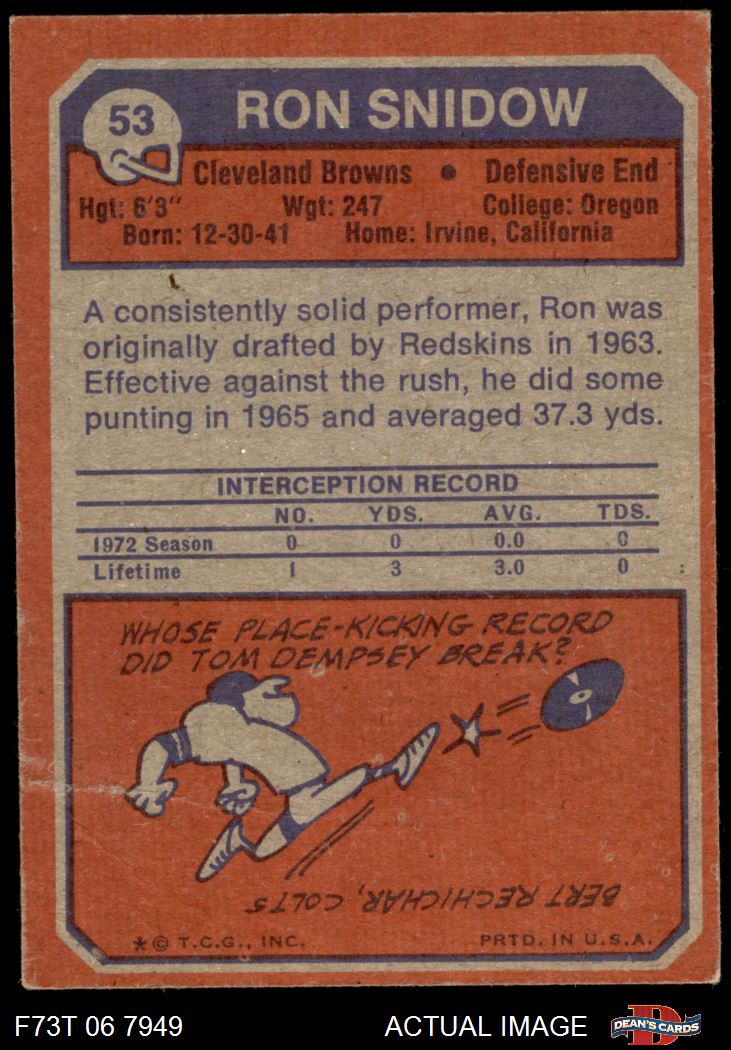 53
RON SNIDOW
Cleveland Browns • Defensive End
Hgt: 6'3" Wgt: 247 College: Oregon
Born: 12-30-41 Home: Irvine, California
A consistently solid performer, Ron was
originally drafted by Redskins in 1963.
Effective against the rush, he did some
punting in 1965 and averaged 37.3 yds.
INTERCEPTION RECORD
NO. YDS. AVG. TDS.
1972 Season 0 0 0.0 0
Lifetime 1 3 3.0 0
WHOSE PLACE-KICKING RECORD
DID TOM DEMPSEY BREAK?
BERT RECHICHAR, COLTS
*© T.C.G., INC. PRTD. IN U.S.A.
F73T 06 7949 ACTUAL IMAGE
D
DEAN'S CARDS